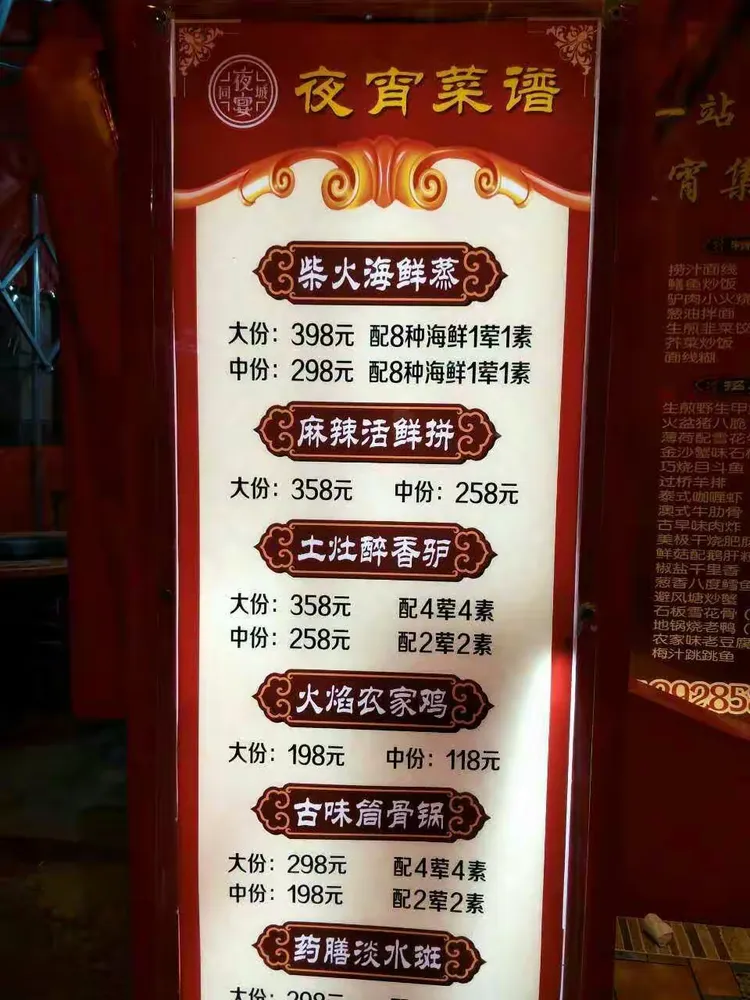 同城夜宴
夜宵菜谱
柴火海鲜蒸
大份：398元 配8种海鲜1荤1素
中份：298元 配8种海鲜1荤1素
麻辣活鲜拼
大份：358元 中份：258元
土灶醉香驴
大份：358元 配4荤4素
中份：258元 配2荤2素
火焰农家鸡
大份：198元 中份：118元
古味筒骨锅
大份：298元 配4荤4素
中份：198元 配2荤2素
药膳淡水斑
大份：298元
一站
宵集
捞汁面线
鳝鱼炒饭
驴肉小火烧
葱油拌面
生煎韭菜饺
芥菜炒饭
面线糊
招
生煎野生甲
火盆猪八脆
薄荷配雪花
金沙蟹味石
巧烧目斗鱼
过桥羊排
泰式咖喱虾
澳式牛肋骨
古早味肉炸
美极干烧肥肠
鲜菇配鹅肝粒
椒盐千里香
葱香八度鳕鱼
避风塘炒蟹
石板雪花骨（
地锅烧老鸭（
农家味老豆腐
梅汁跳跳鱼